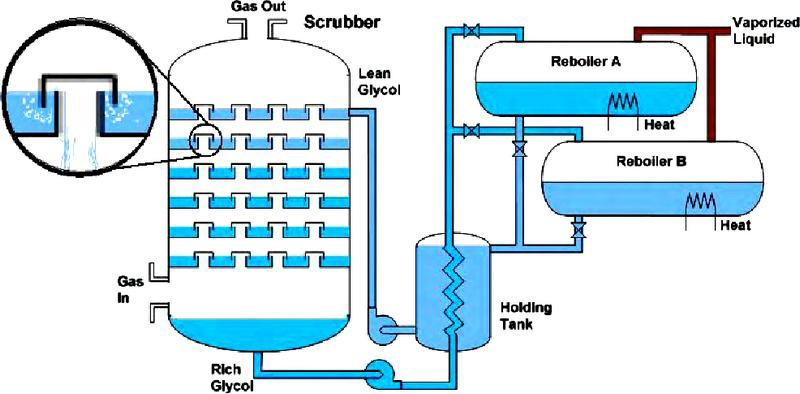 Gas Out
Scrubber
Lean
Glycol
Vaporized
Liquid
Reboiler A
Heat
Reboiler B
Heat
Gas
In
Holding
Tank
Rich
Glycol